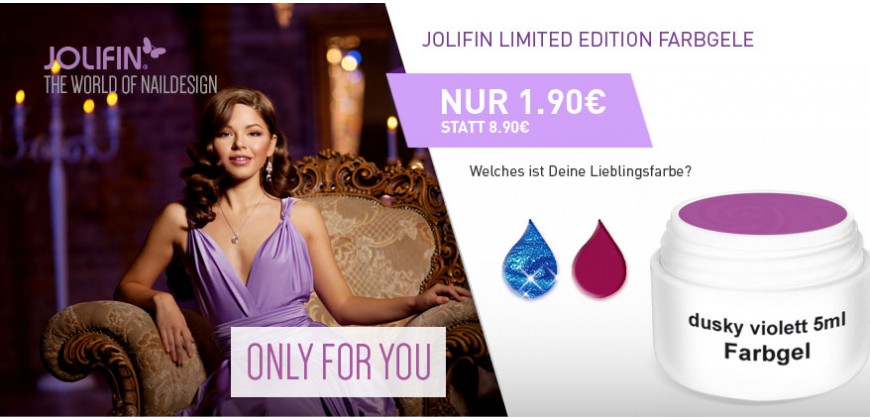 JOLIFIN
THE WORLD OF NAILDESIGN
ONLY FOR YOU
JOLIFIN LIMITED EDITION FARBGELE
NUR 1.90€
STATT 8.90€
Welches ist Deine Lieblingsfarbe?
dusky violett 5ml
Farbgel